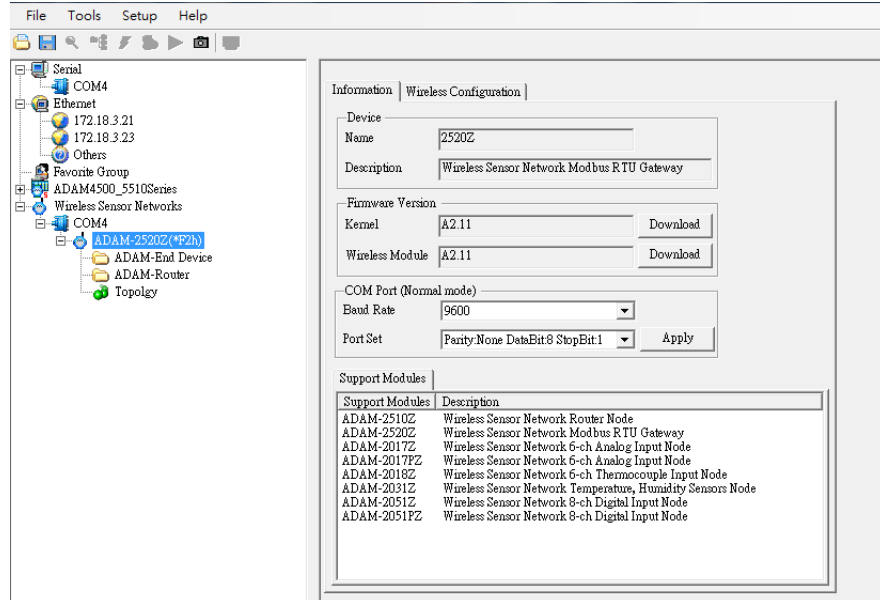 File Tools Setup Help
Serial
COM4
Ethernet
172.18.3.21
172.18.3.23
Others
Favorite Group
ADAM4500_5510Series
Wireless Sensor Networks
COM4
ADAM-2520Z(*F2h)
ADAM-End Device
ADAM-Router
Topolgy
Information Wireless Configuration
Device
Name 2520Z
Description Wireless Sensor Network Modbus RTU Gateway
Firmware Version
Kernel A2.11 Download
Wireless Module A2.11 Download
COM Port (Normal mode)
Baud Rate 9600
Port Set Parity:None DataBit:8 StopBit:1 Apply
Support Modules
Support Modules Description
ADAM-2510Z Wireless Sensor Network Router Node
ADAM-2520Z Wireless Sensor Network Modbus RTU Gateway
ADAM-2017Z Wireless Sensor Network 6-ch Analog Input Node
ADAM-2017PZ Wireless Sensor Network 6-ch Analog Input Node
ADAM-2018Z Wireless Sensor Network 6-ch Thermocouple Input Node
ADAM-2031Z Wireless Sensor Network Temperature, Humidity Sensors Node
ADAM-2051Z Wireless Sensor Network 8-ch Digital Input Node
ADAM-2051PZ Wireless Sensor Network 8-ch Digital Input Node